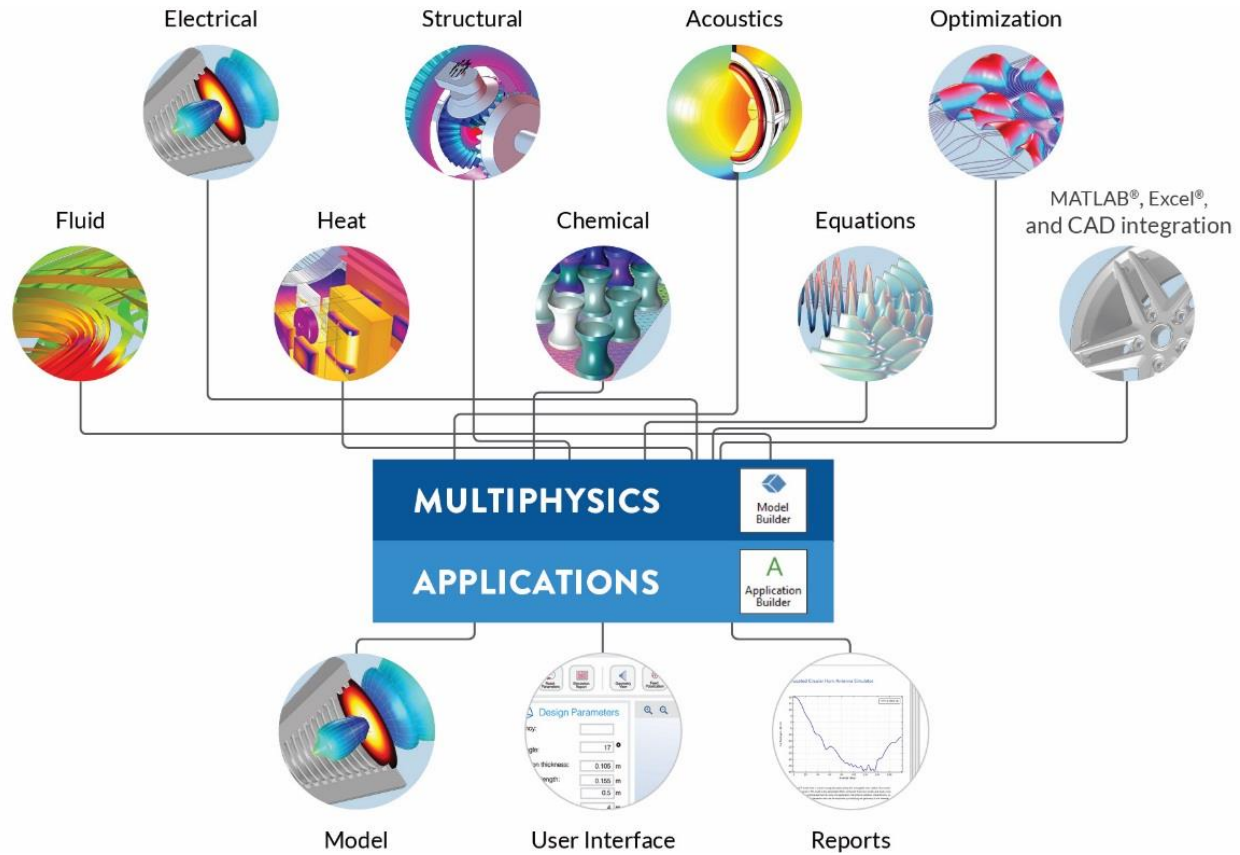 Electrical
Structural
Acoustics
Optimization
Fluid
Heat
Chemical
Equations
MATLAB®, Excel®,
and CAD integration
MULTIPHYSICS
Model
Builder
APPLICATIONS
A
Application
Builder
Design Parameters
17
thickness:
0.105 m
0.155 m
0.5 m
Model
User Interface
Reports